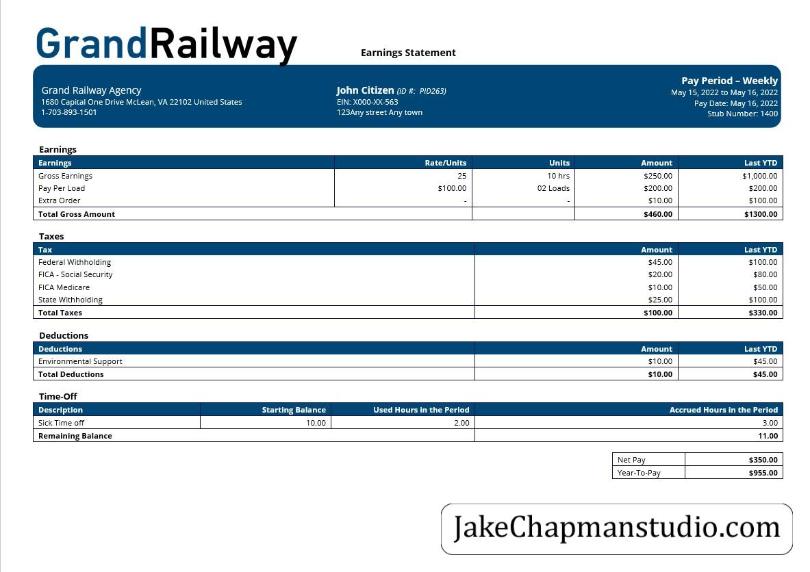 GrandRailway
Earnings Statement
Grand Railway Agency
1680 Capital One Drive McLean, VA 22102 United States
1-703-893-1501
John Citizen (ID #: PID263)
EIN: X000-XX-563
123Any street Any town
Pay Period – Weekly
May 15, 2022 to May 16, 2022
Pay Date: May 16, 2022
Stub Number: 1400
Earnings
Earnings Rate/Units Units Amount Last YTD
Gross Earnings 25 10 hrs $250.00 $1,000.00
Pay Per Load $100.00 02 Loads $200.00 $200.00
Extra Order - - $10.00 $100.00
Total Gross Amount $460.00 $1300.00
Taxes
Tax Amount Last YTD
Federal Withholding $45.00 $100.00
FICA - Social Security $20.00 $80.00
FICA Medicare $10.00 $50.00
State Withholding $25.00 $100.00
Total Taxes $100.00 $330.00
Deductions
Deductions Amount Last YTD
Environmental Support $10.00 $45.00
Total Deductions $10.00 $45.00
Time-Off
Description Starting Balance Used Hours in the Period Accrued Hours in the Period
Sick Time off 10.00 2.00 3.00
Remaining Balance 11.00
Net Pay $350.00
Year-To-Pay $955.00
JakeChapmanstudio.com